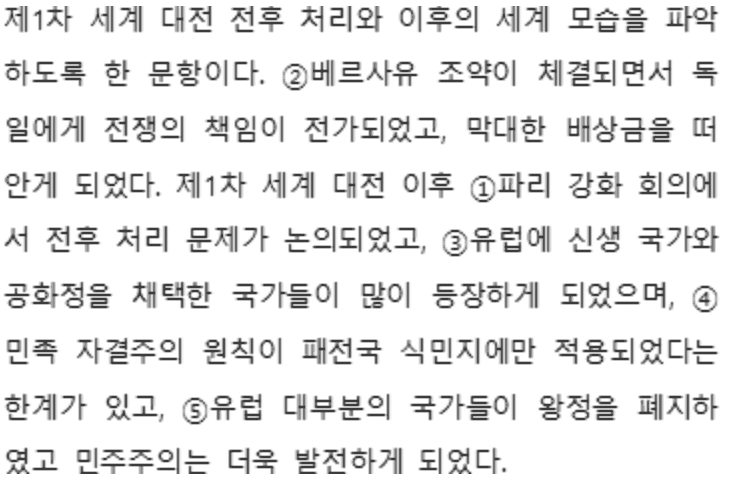 제1차 세계 대전 전후 처리와 이후의 세계 모습을 파악
하도록 한 문항이다. ②베르사유 조약이 체결되면서 독
일에게 전쟁의 책임이 전가되었고, 막대한 배상금을 떠
안게 되었다. 제1차 세계 대전 이후 ①파리 강화 회의에
서 전후 처리 문제가 논의되었고, ③유럽에 신생 국가와
공화정을 채택한 국가들이 많이 등장하게 되었으며, ④
민족 자결주의 원칙이 패전국 식민지에만 적용되었다는
한계가 있고, ⑤유럽 대부분의 국가들이 왕정을 폐지하
였고 민주주의는 더욱 발전하게 되었다.